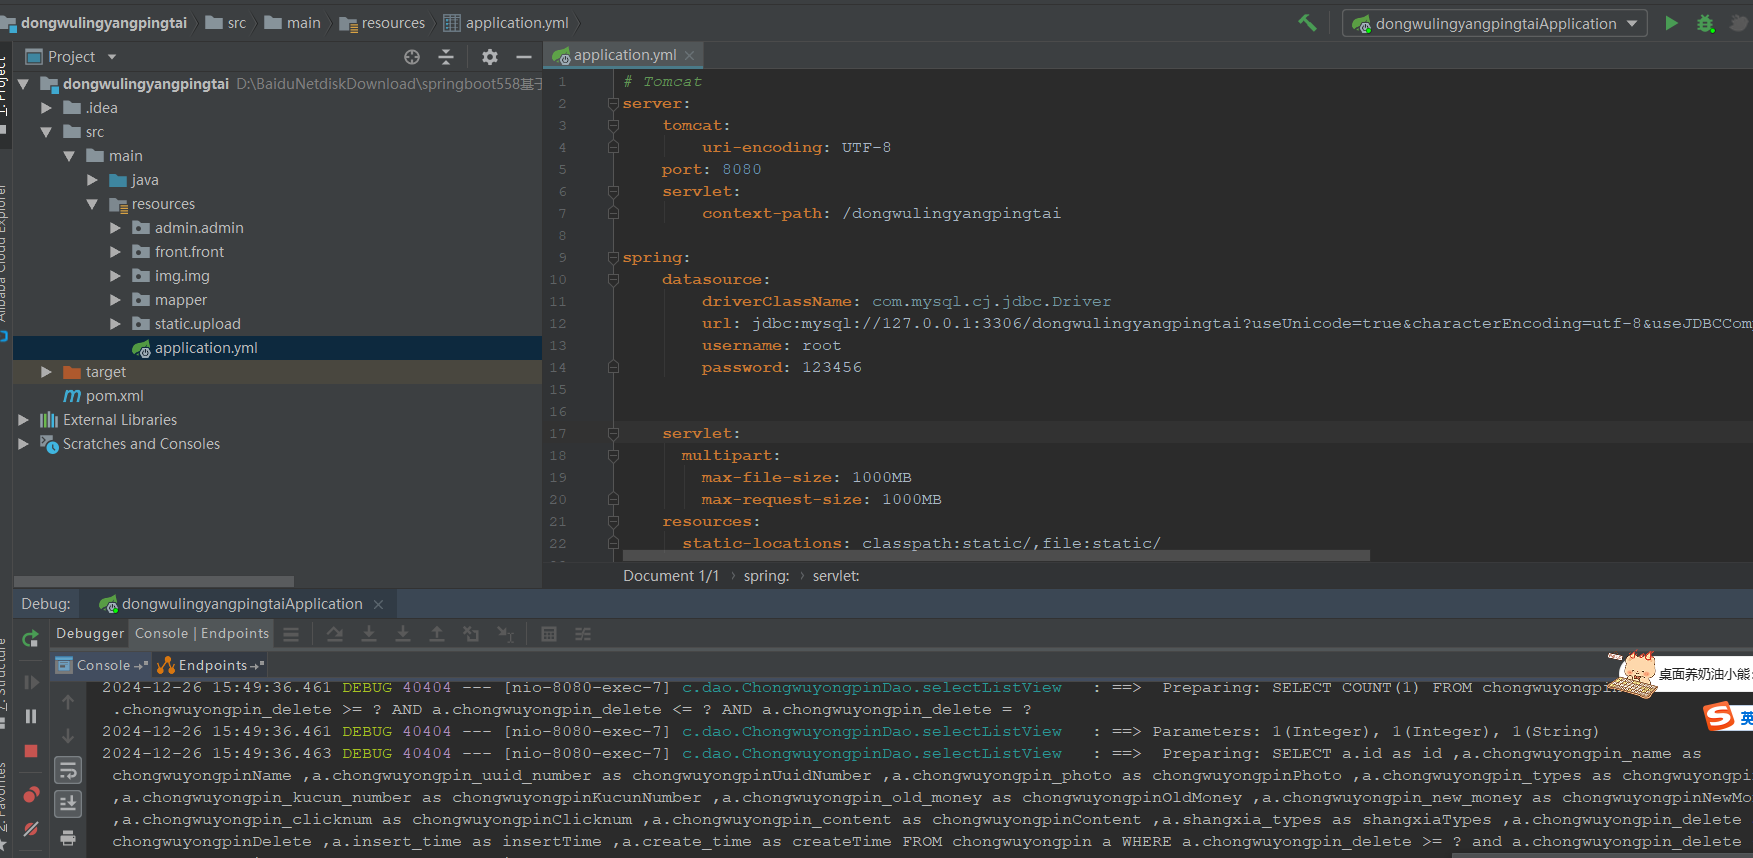 dongwulingyangpingtai src main resources application.yml dongwulingyangpingtaiApplication
Project application.yml
1: Project
dongwulingyangpingtai D:\BaiduNetdiskDownload\springboot558基于
.idea
src
main
java
resources
admin.admin
front.front
img.img
mapper
static.upload
application.yml
target
pom.xml
External Libraries
Scratches and Consoles
Alibaba Cloud Explorer
1 # Tomcat
2 server:
3 tomcat:
4 uri-encoding: UTF-8
5 port: 8080
6 servlet:
7 context-path: /dongwulingyangpingtai
8
9 spring:
10 datasource:
11 driverClassName: com.mysql.cj.jdbc.Driver
12 url: jdbc:mysql://127.0.0.1:3306/dongwulingyangpingtai?useUnicode=true&characterEncoding=utf-8&useJDBCCom
13 username: root
14 password: 123456
15
16
17 servlet:
18 multipart:
19 max-file-size: 1000MB
20 max-request-size: 1000MB
21 resources:
22 static-locations: classpath:static/,file:static/
Document 1/1 › spring: › servlet:
Debug: dongwulingyangpingtaiApplication
Debugger Console | Endpoints
Console Endpoints
Z: Structure
2: Favorites
2024-12-26 15:49:36.461 DEBUG 40404 --- [nio-8080-exec-7] c.dao.ChongwuyongpinDao.selectListView : ==> Preparing: SELECT COUNT(1) FROM chongwuyongpi
.chongwuyongpin_delete >= ? AND a.chongwuyongpin_delete <= ? AND a.chongwuyongpin_delete = ?
2024-12-26 15:49:36.461 DEBUG 40404 --- [nio-8080-exec-7] c.dao.ChongwuyongpinDao.selectListView : ==> Parameters: 1(Integer), 1(Integer), 1(String)
2024-12-26 15:49:36.463 DEBUG 40404 --- [nio-8080-exec-7] c.dao.ChongwuyongpinDao.selectListView : ==> Preparing: SELECT a.id as id ,a.chongwuyongpin_name as
chongwuyongpinName ,a.chongwuyongpin_uuid_number as chongwuyongpinUuidNumber ,a.chongwuyongpin_photo as chongwuyongpinPhoto ,a.chongwuyongpin_types as chongwuyongpi
,a.chongwuyongpin_kucun_number as chongwuyongpinKucunNumber ,a.chongwuyongpin_old_money as chongwuyongpinOldMoney ,a.chongwuyongpin_new_money as chongwuyongpinNewMo
,a.chongwuyongpin_clicknum as chongwuyongpinClicknum ,a.chongwuyongpin_content as chongwuyongpinContent ,a.shangxia_types as shangxiaTypes ,a.chongwuyongpin_delete
chongwuyongpinDelete ,a.insert_time as insertTime ,a.create_time as createTime FROM chongwuyongpin a WHERE a.chongwuyongpin_delete >= ? and a.chongwuyongpin_delete
桌面养奶油小熊:
S 英